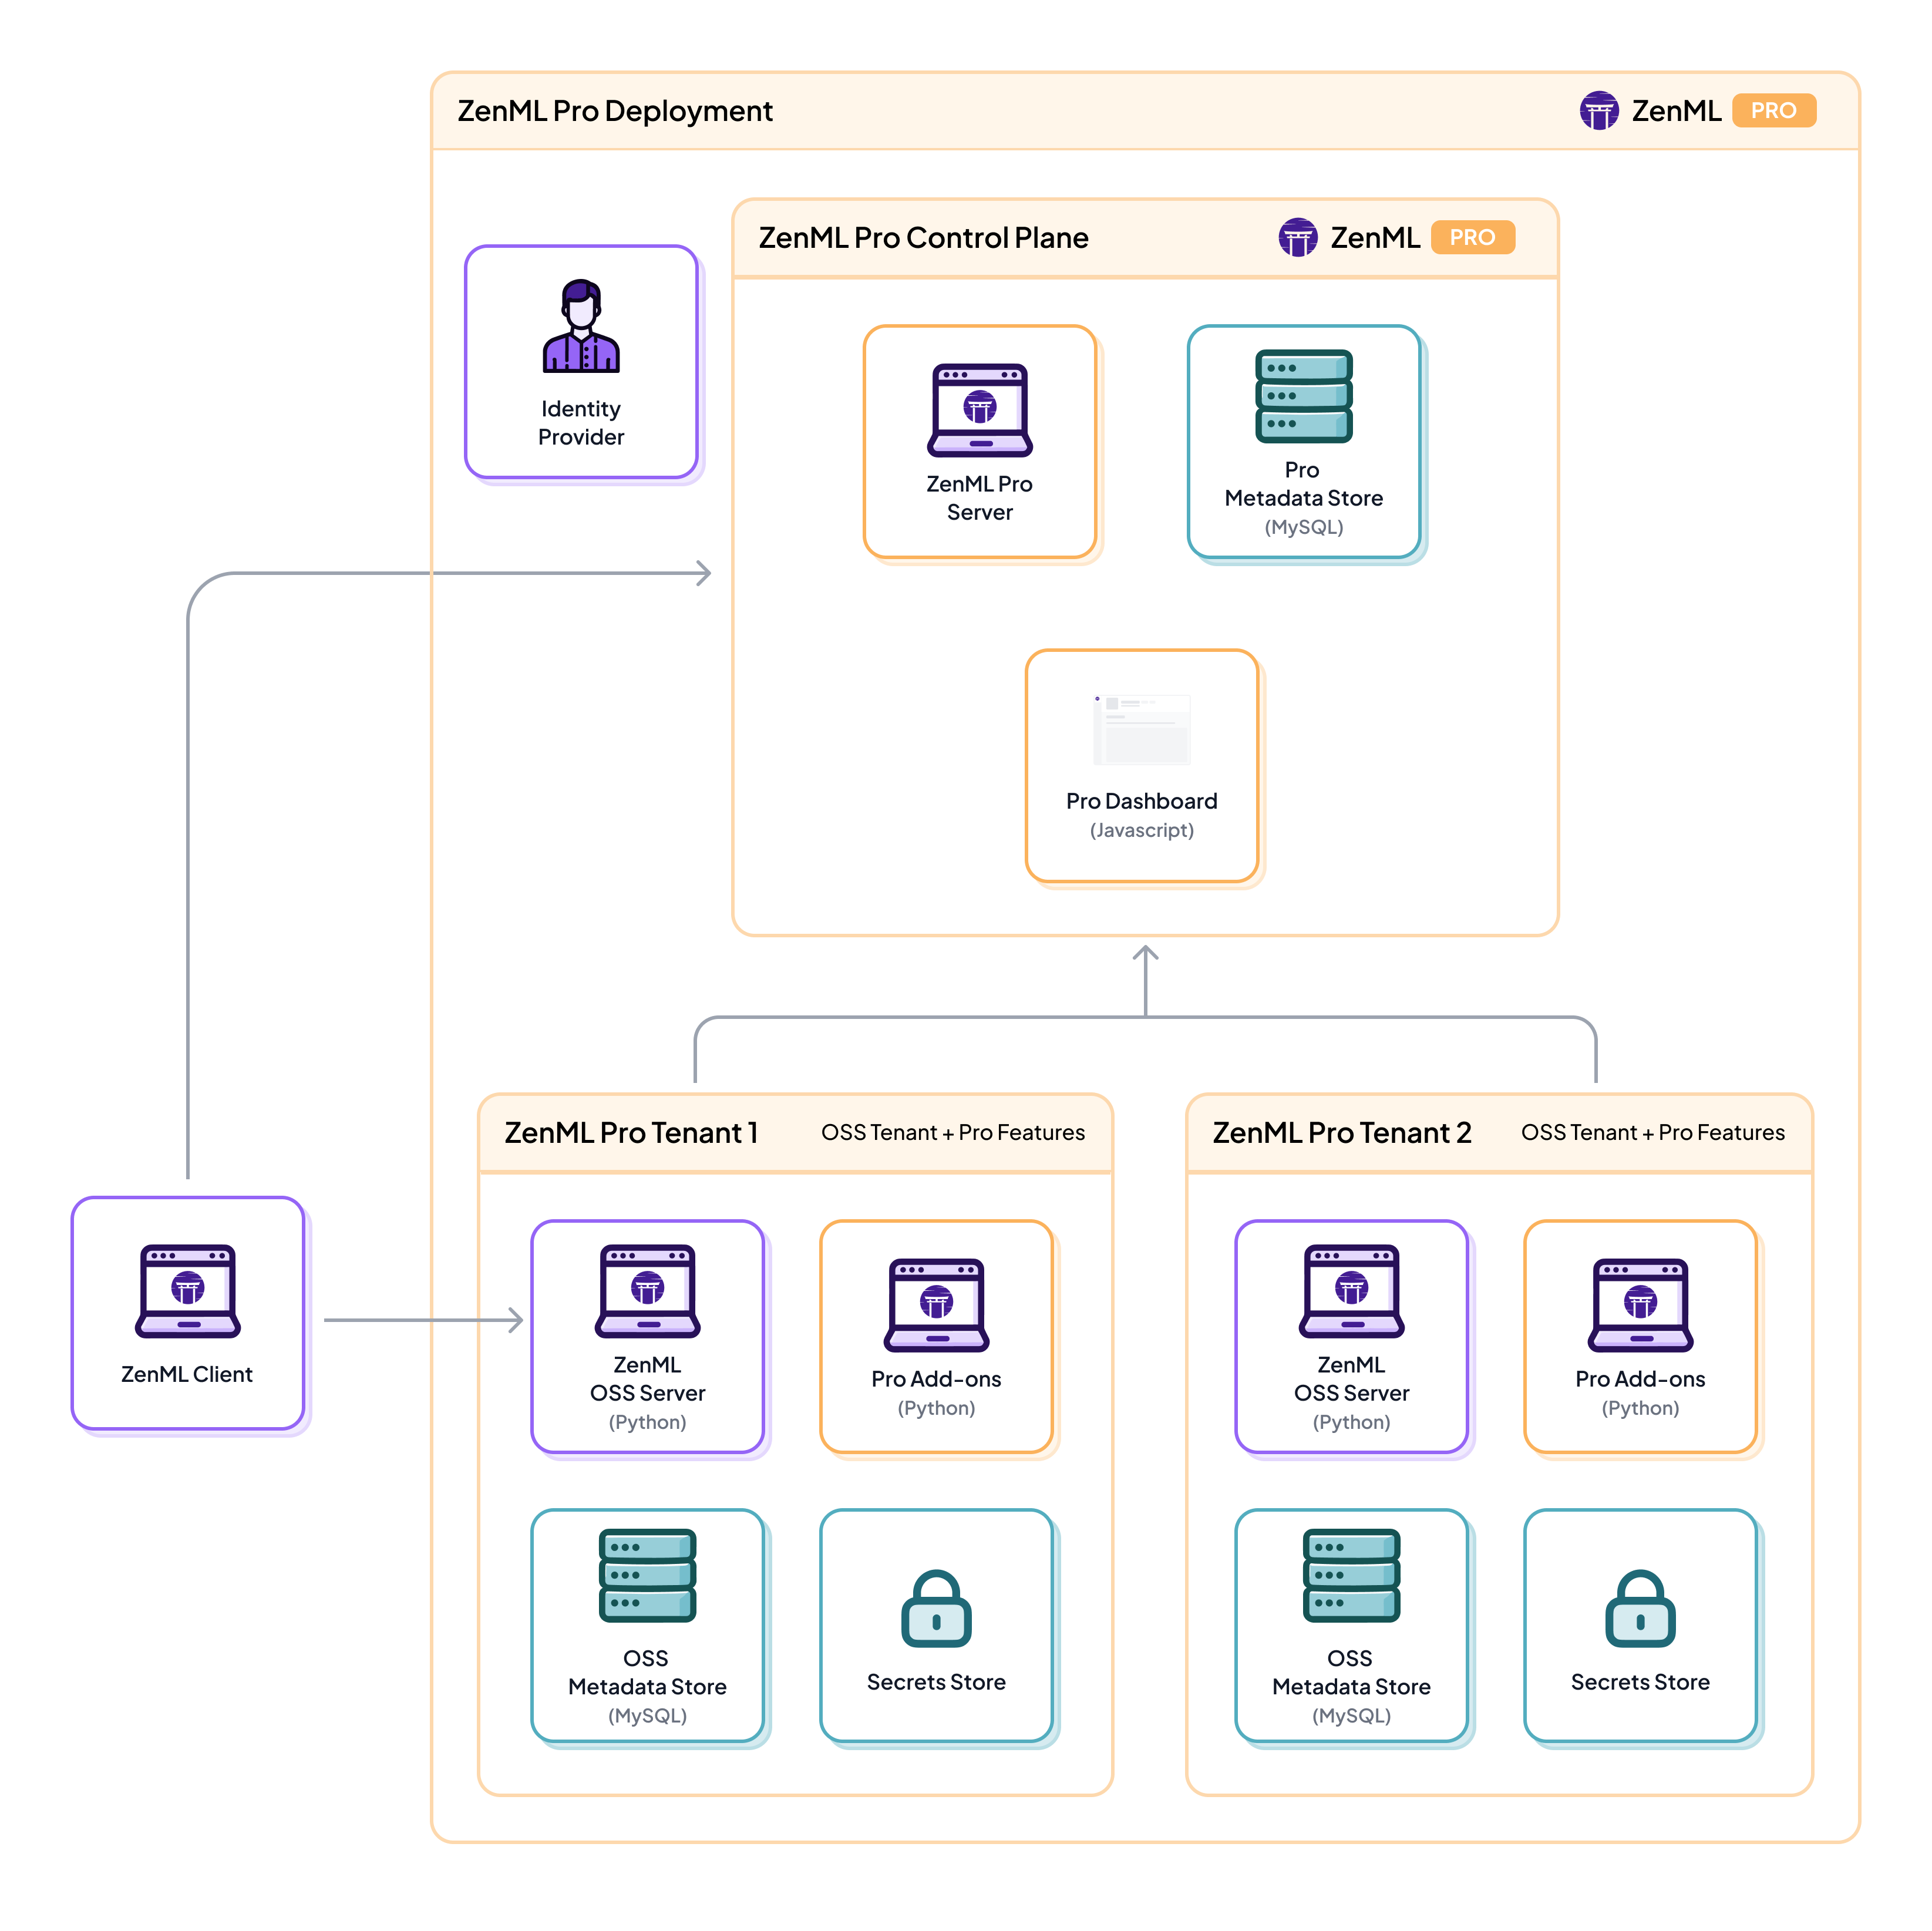 ZenML Pro Deployment
ZenML PRO
ZenML Pro Control Plane
ZenML PRO
Identity
Provider
ZenML Pro
Server
Pro
Metadata Store
(MySQL)
Pro Dashboard
(Javascript)
ZenML Client
ZenML Pro Tenant 1
OSS Tenant + Pro Features
ZenML
OSS Server
(Python)
Pro Add-ons
(Python)
OSS
Metadata Store
(MySQL)
Secrets Store
ZenML Pro Tenant 2
OSS Tenant + Pro Features
ZenML
OSS Server
(Python)
Pro Add-ons
(Python)
OSS
Metadata Store
(MySQL)
Secrets Store